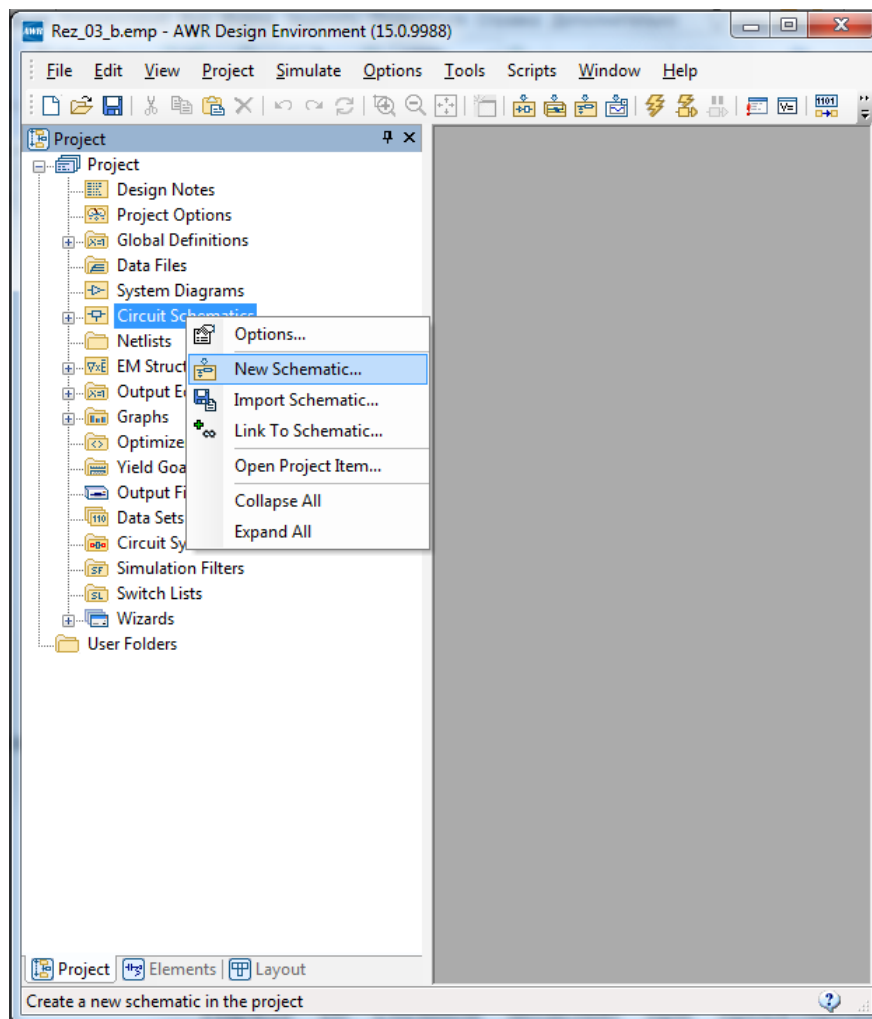 Rez_03_b.emp - AWR Design Environment (15.0.9988)
File Edit View Project Simulate Options Tools Scripts Window Help
Project
Project
Design Notes
Project Options
Global Definitions
Data Files
System Diagrams
Circuit Schematics
Options...
Netlists
EM Struct
New Schematic...
Output E
Import Schematic...
Graphs
Link To Schematic...
Optimize
Yield Goa
Open Project Item...
Output Fi
Collapse All
Data Sets
Circuit Sy
Expand All
Simulation Filters
Switch Lists
Wizards
User Folders
Project Elements Layout
Create a new schematic in the project